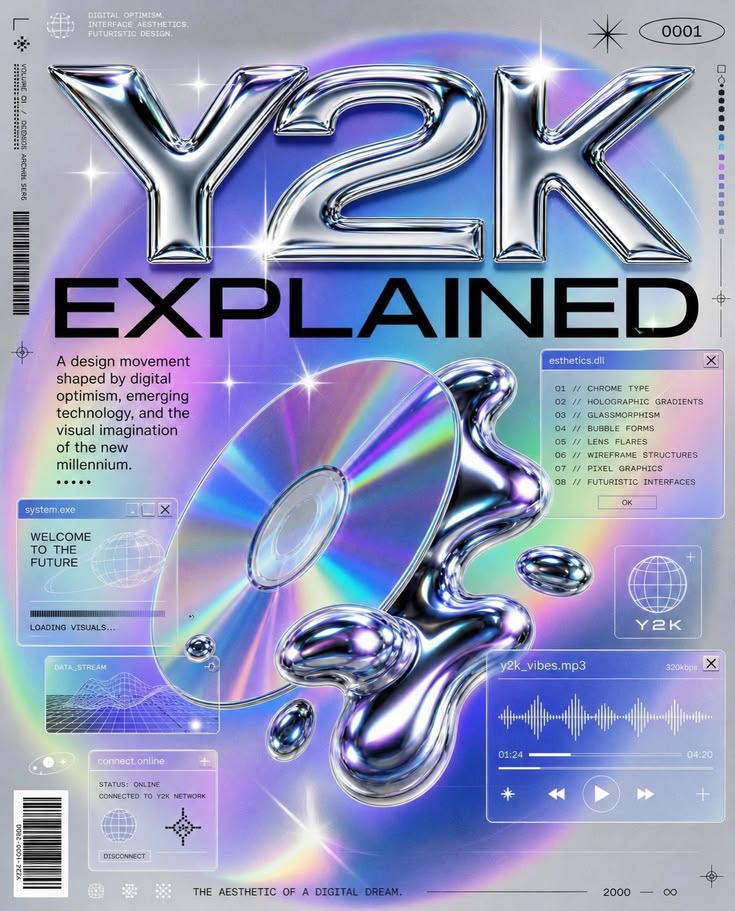 DIGITAL OPTIMISM.
INTERFACE AESTHETICS.
FUTURISTIC DESIGN.
0001
Y2K
EXPLAINED
A design movement
shaped by digital
optimism, emerging
technology, and the
visual imagination
of the new
millennium.
esthetics.dll
01 // CHROME TYPE
02 // HOLOGRAPHIC GRADIENTS
03 // GLASSMORPHISM
04 // BUBBLE FORMS
05 // LENS FLARES
06 // WIREFRAME STRUCTURES
07 // PIXEL GRAPHICS
08 // FUTURISTIC INTERFACES
OK
system.exe
WELCOME
TO THE
FUTURE
LOADING VISUALS...
Y2K
DATA_STREAM
y2k_vibes.mp3
320kbps
01:24
04:20
connect.online
STATUS: ONLINE
CONNECTED TO Y2K NETWORK
DISCONNECT
THE AESTHETIC OF A DIGITAL DREAM.
2000 — ∞